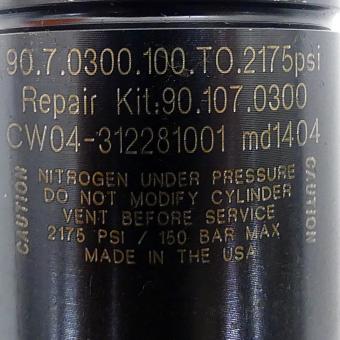 90.7.0300.100.TO.2175psi
Repair Kit:90.107.0300
CW04-312281001 md1404
NITROGEN UNDER PRESSURE
DO NOT MODIFY CYLINDER
VENT BEFORE SERVICE
2175 PSI / 150 BAR MAX
MADE IN THE USA
CAUTION
CAUTION